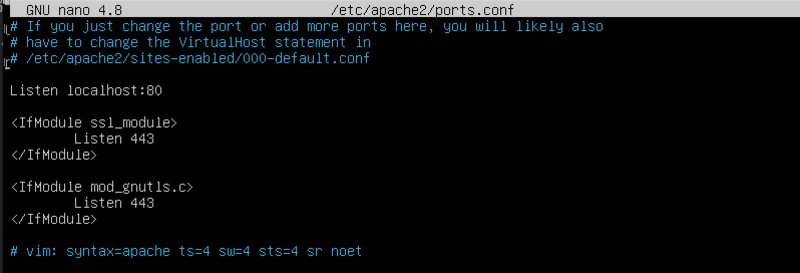 GNU nano 4.8 /etc/apache2/ports.conf
# If you just change the port or add more ports here, you will likely also
# have to change the VirtualHost statement in
# /etc/apache2/sites-enabled/000-default.conf
Listen localhost:80
<IfModule ssl_module>
Listen 443
</IfModule>
<IfModule mod_gnutls.c>
Listen 443
</IfModule>
# vim: syntax=apache ts=4 sw=4 sts=4 sr noet